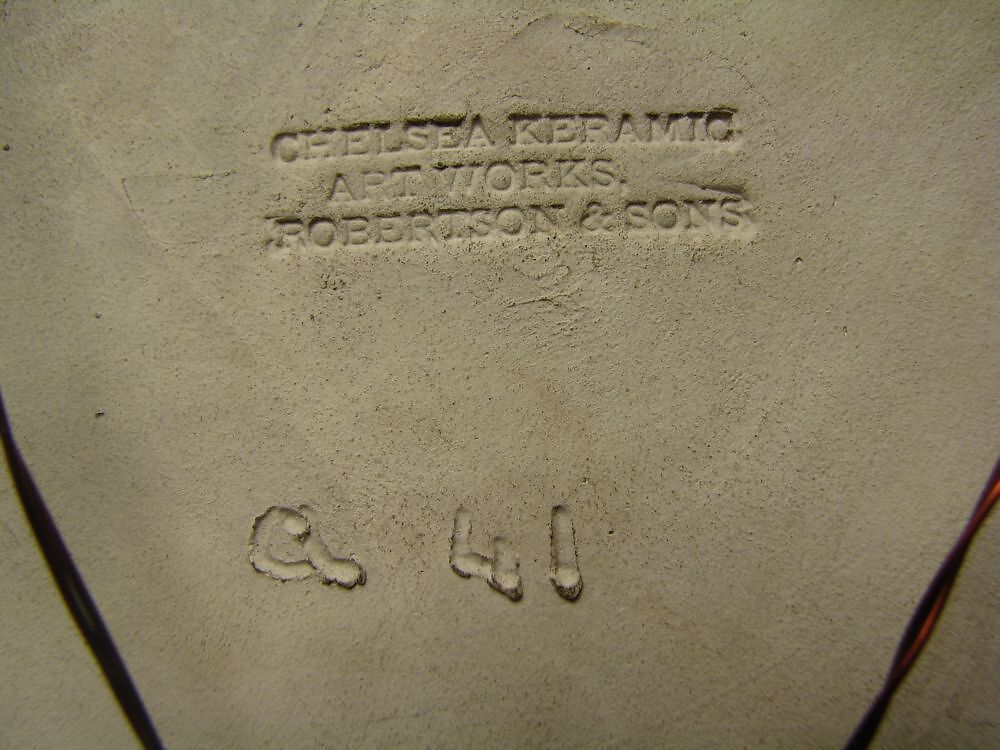 CHELSEA KERAMIC
ART WORKS.
ROBERTSON & SONS.
a 41